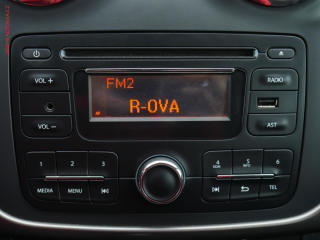 FM2
R-OVA
VOL +
VOL −
RADIO
AST
1 2 3
MEDIA MENU
4 5 6
TEL